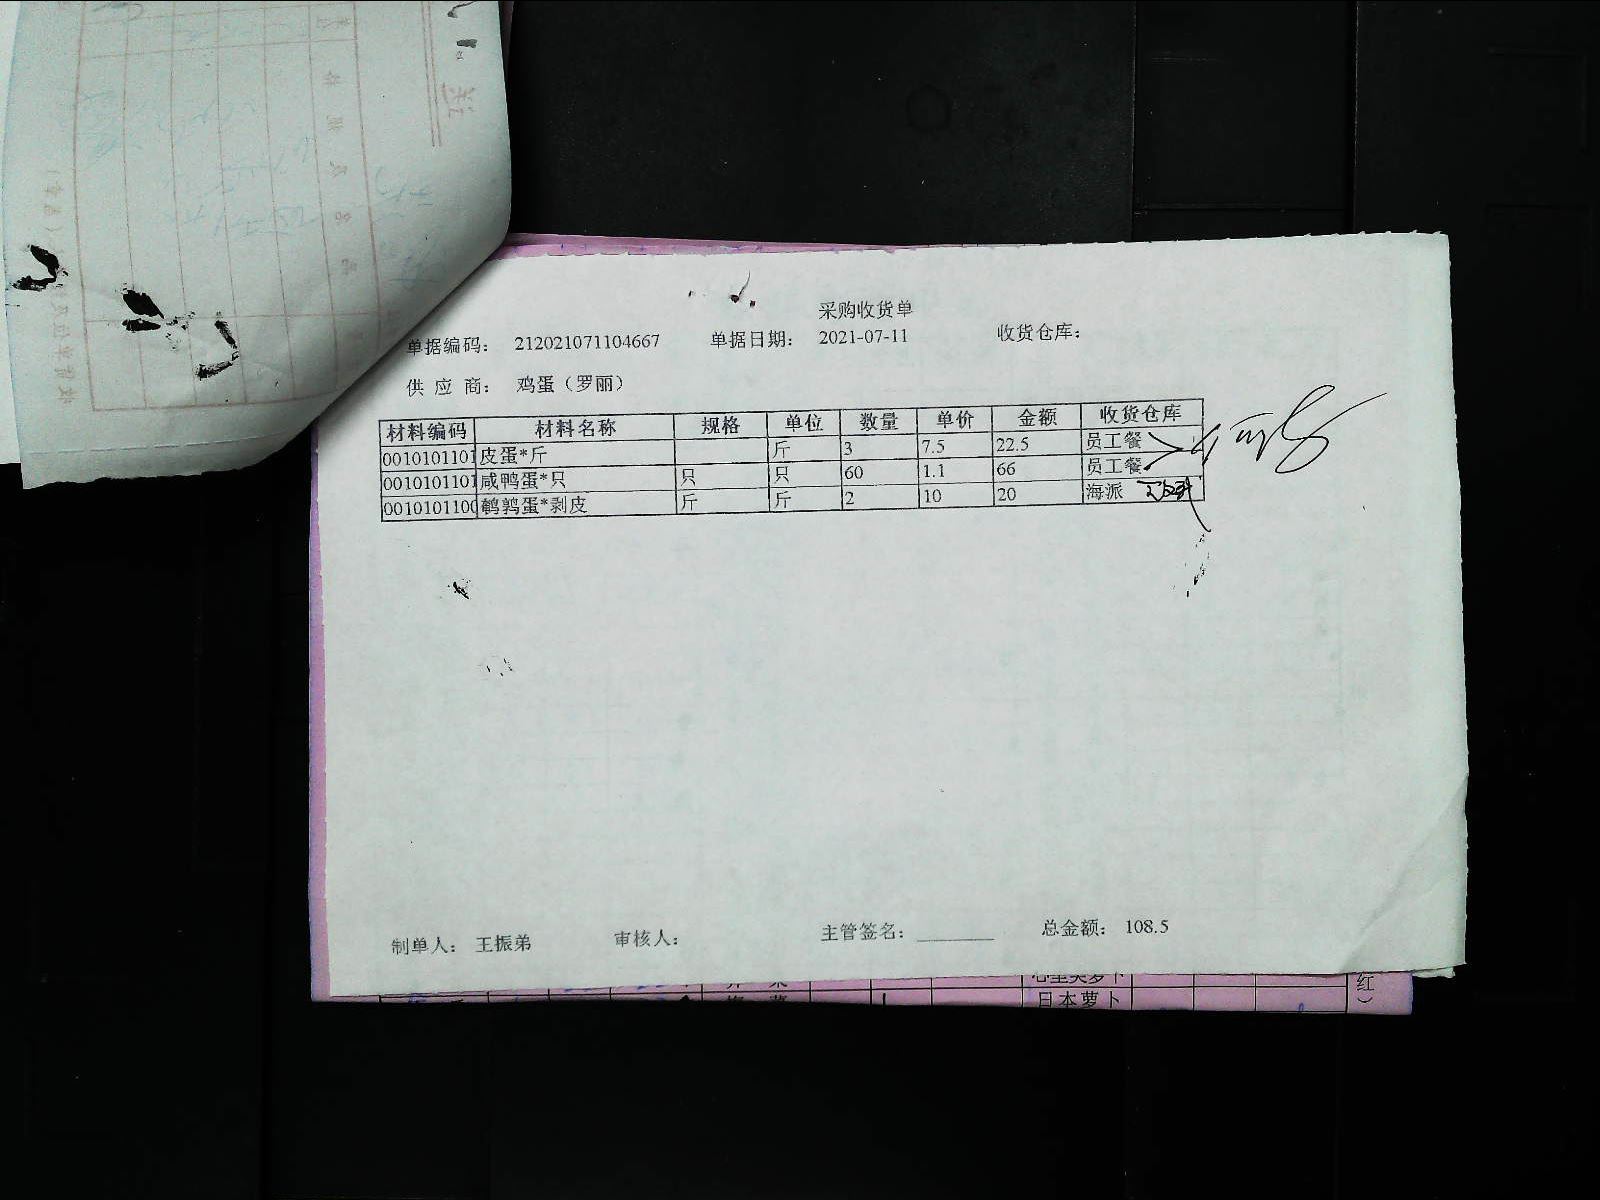 采购收货单
单据编码： 212021071104667 单据日期： 2021-07-11 收货仓库：
供 应 商： 鸡蛋（罗丽）
材料编码 材料名称 规格 单位 数量 单价 金额 收货仓库
0010101101 皮蛋*斤 斤 3 7.5 22.5 员工餐
0010101101 咸鸭蛋*只 只 只 60 1.1 66 员工餐
0010101100 鹌鹑蛋*剥皮 斤 斤 2 10 20 海派
制单人： 王振弟 审核人： 主管签名： 总金额： 108.5
日本萝卜
红）